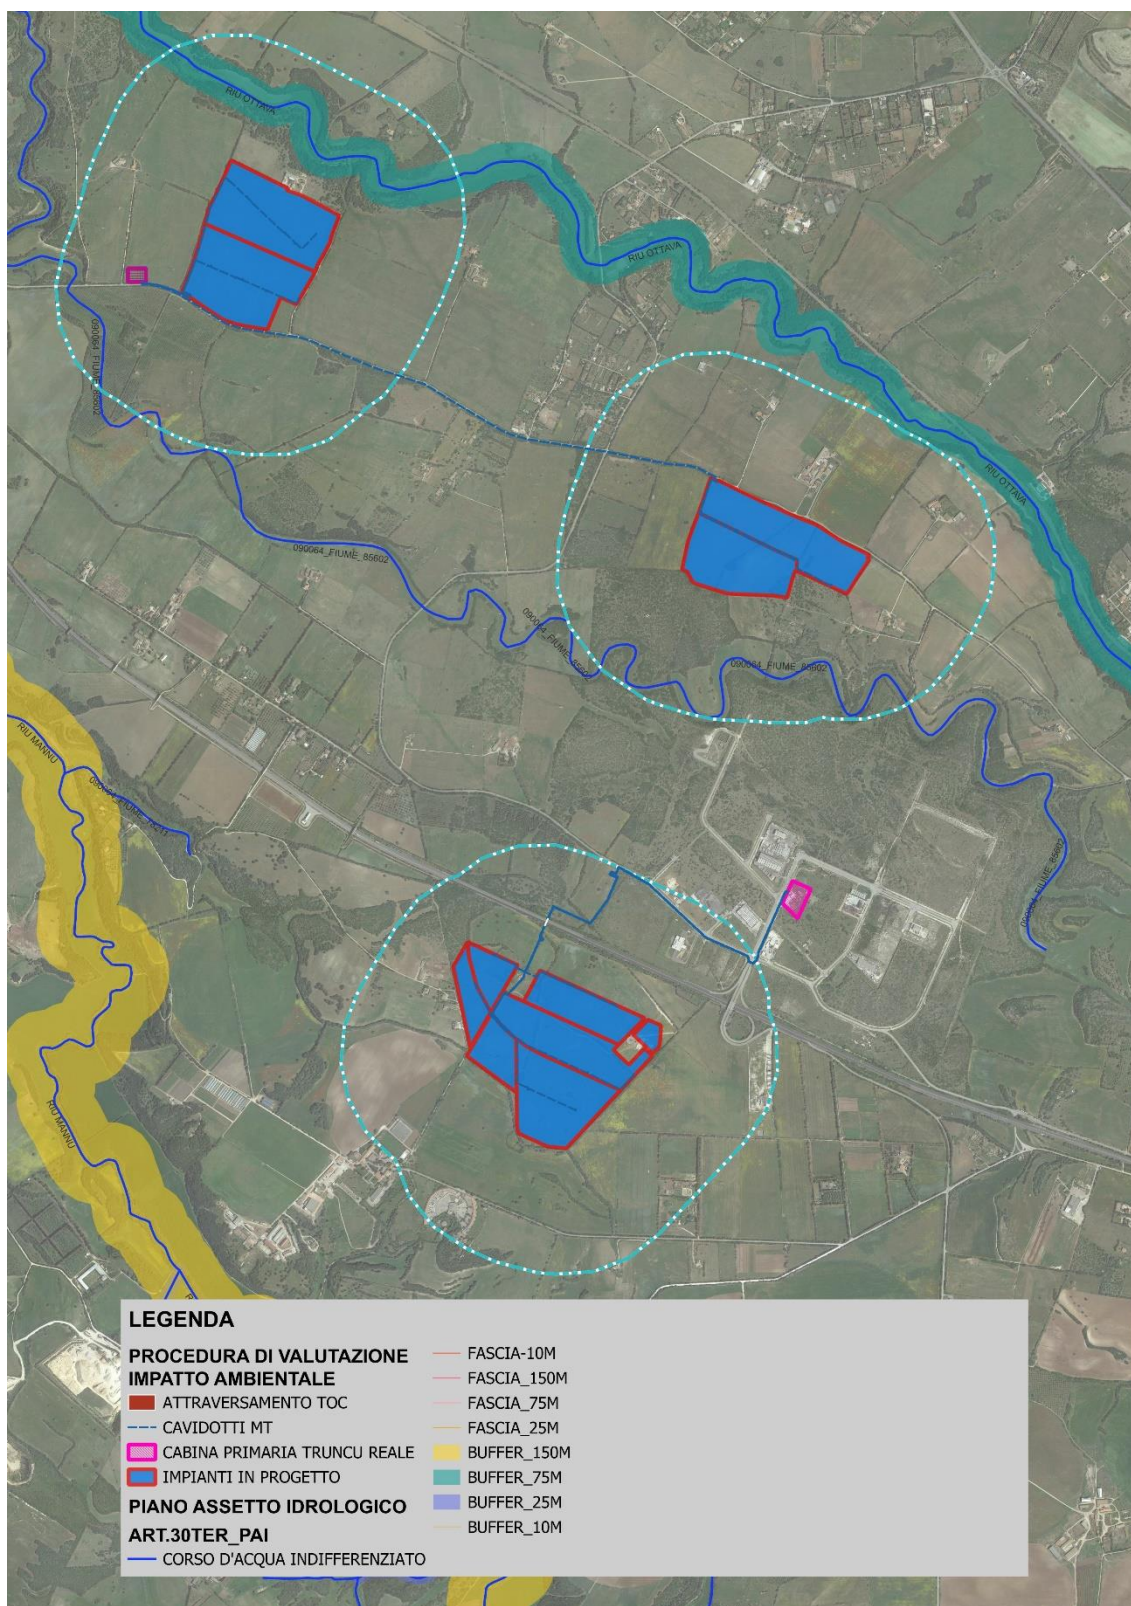 RIU OTTAVA
RIU OTTAVA
090064_FIUME_85602
090064_FIUME_85602
RIU OTTAVA
090064_FIUME_85602
090064_FIUME_85602
RIU MANNU
090064_FIUME_85602
RIU MANNU
LEGENDA
PROCEDURA DI VALUTAZIONE
IMPATTO AMBIENTALE
ATTRAVERSAMENTO TOC
CAVIDOTTI MT
CABINA PRIMARIA TRUNCU REALE
IMPIANTI IN PROGETTO
PIANO ASSETTO IDROLOGICO
ART.30TER_PAI
CORSO D'ACQUA INDIFFERENZIATO
FASCIA-10M
FASCIA_150M
FASCIA_75M
FASCIA_25M
BUFFER_150M
BUFFER_75M
BUFFER_25M
BUFFER_10M